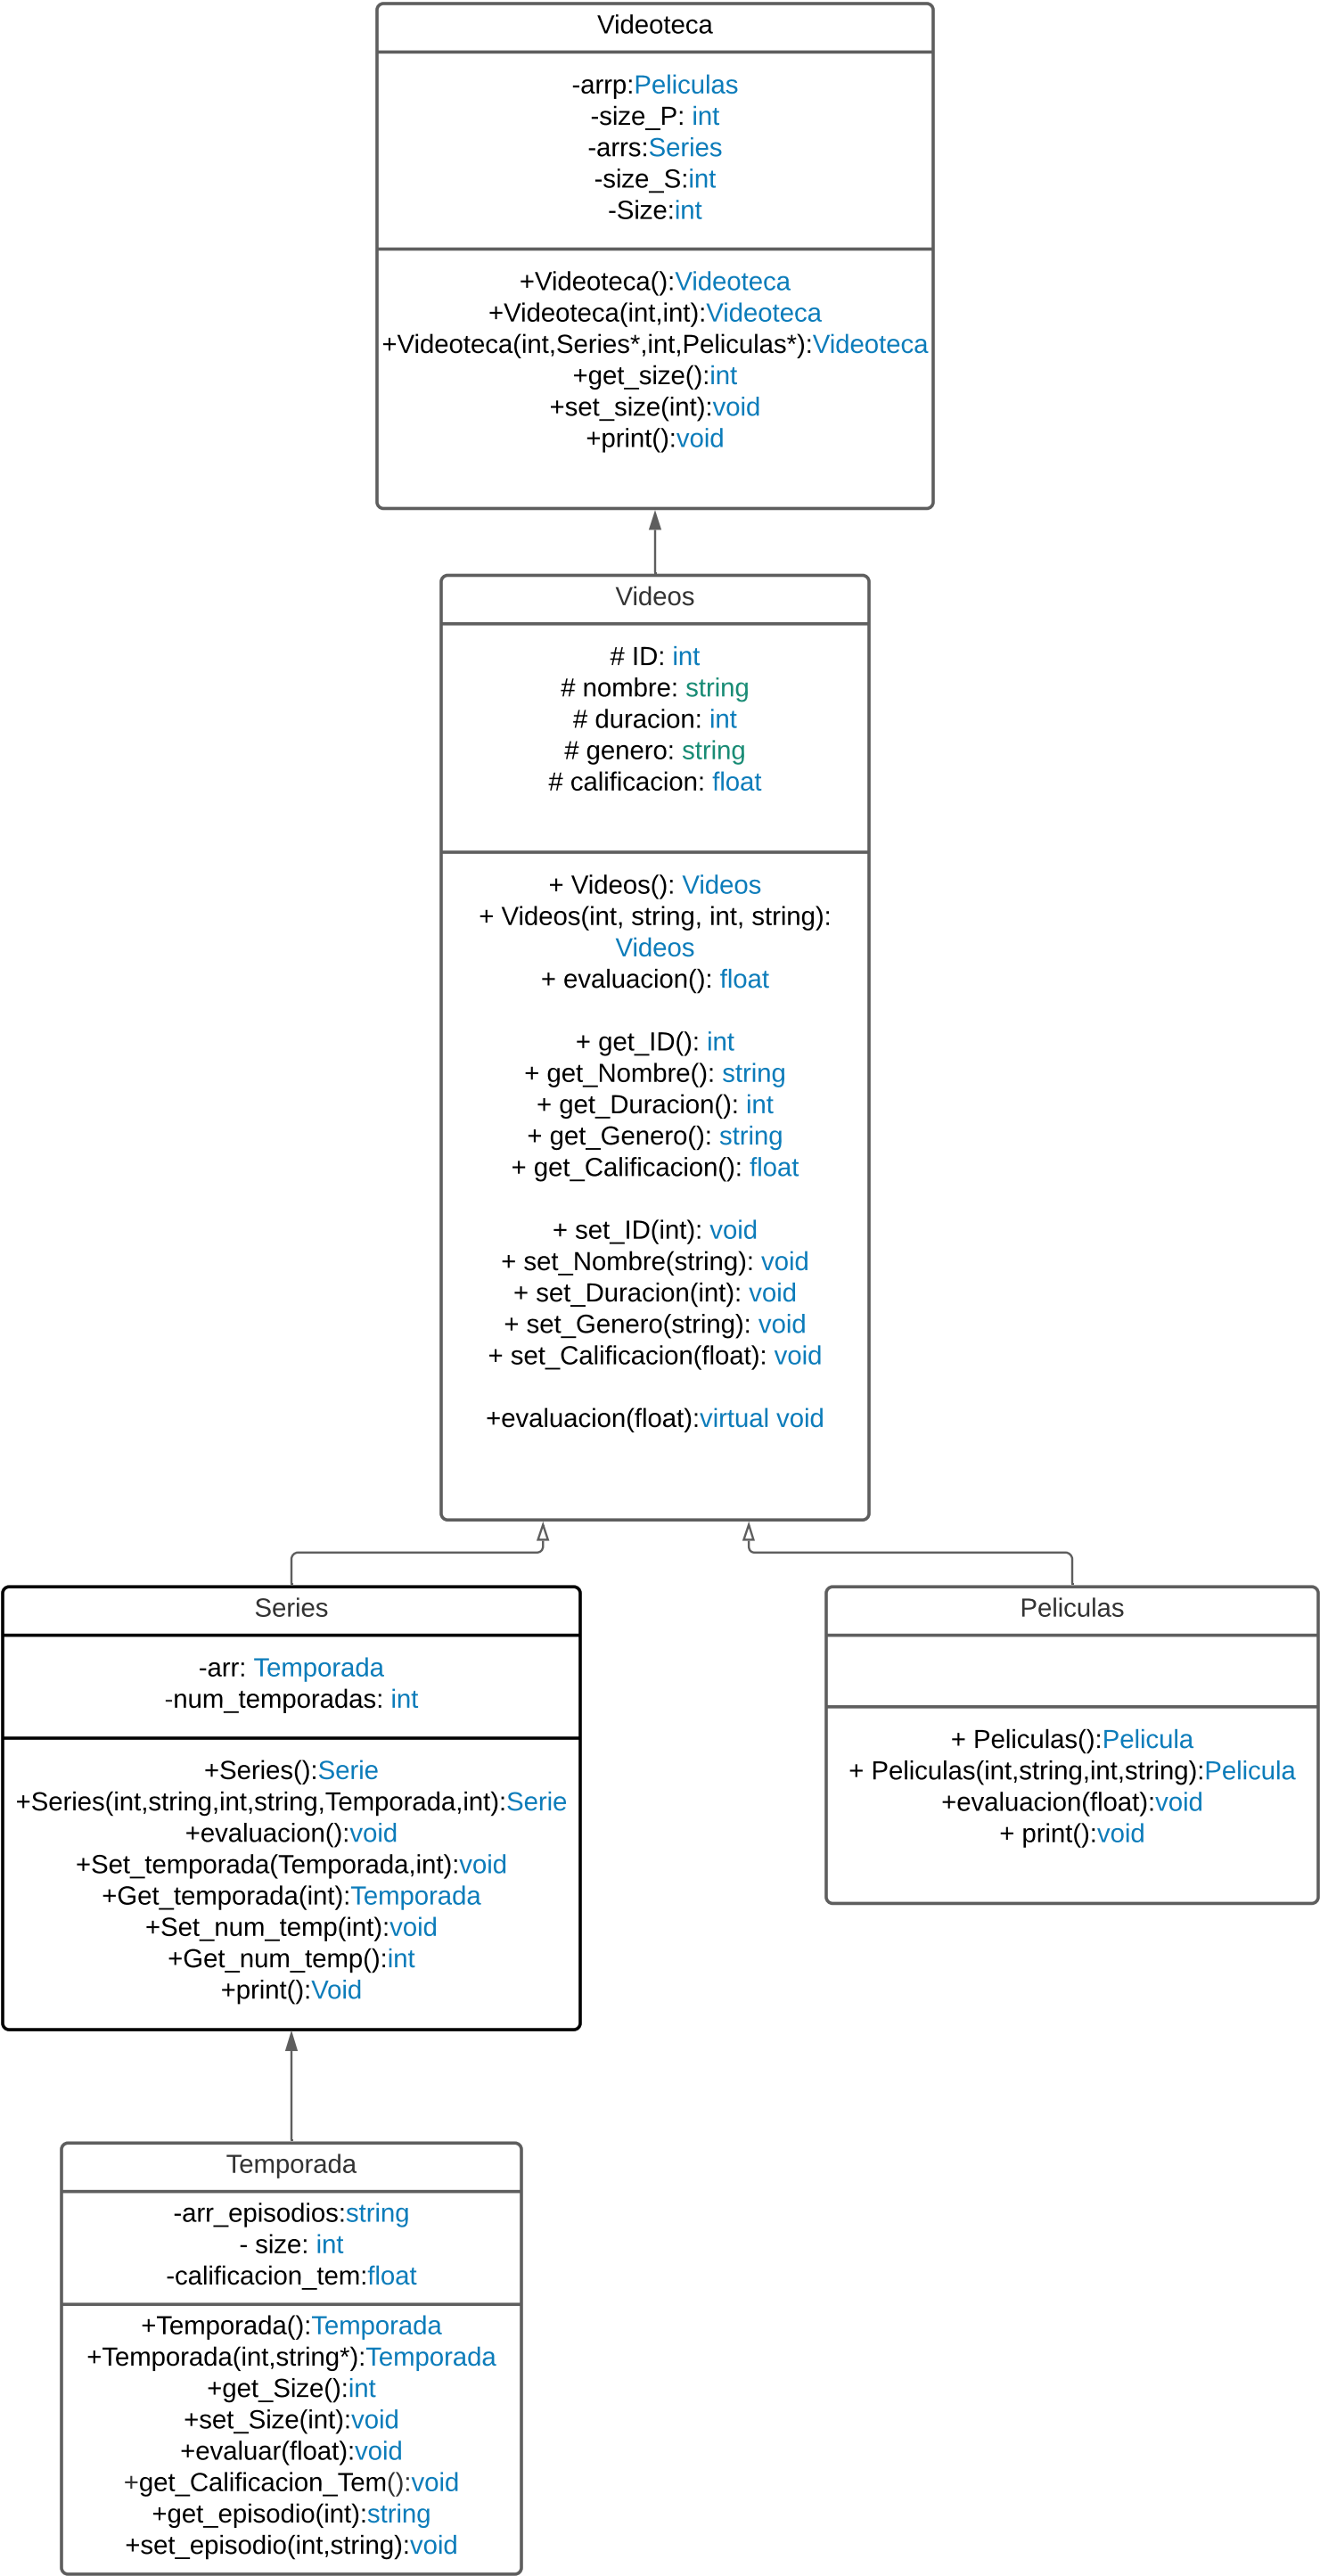 Videoteca
-arrp:Peliculas
-size_P: int
-arrs:Series
-size_S:int
-Size:int
+Videoteca():Videoteca
+Videoteca(int,int):Videoteca
+Videoteca(int,Series*,int,Peliculas*):Videoteca
+get_size():int
+set_size(int):void
+print():void
Videos
# ID: int
# nombre: string
# duracion: int
# genero: string
# calificacion: float
+ Videos(): Videos
+ Videos(int, string, int, string):
Videos
+ evaluacion(): float
+ get_ID(): int
+ get_Nombre(): string
+ get_Duracion(): int
+ get_Genero(): string
+ get_Calificacion(): float
+ set_ID(int): void
+ set_Nombre(string): void
+ set_Duracion(int): void
+ set_Genero(string): void
+ set_Calificacion(float): void
+evaluacion(float):virtual void
Series
-arr: Temporada
-num_temporadas: int
+Series():Serie
+Series(int,string,int,string,Temporada,int):Serie
+evaluacion():void
+Set_temporada(Temporada,int):void
+Get_temporada(int):Temporada
+Set_num_temp(int):void
+Get_num_temp():int
+print():Void
Peliculas
+ Peliculas():Pelicula
+ Peliculas(int,string,int,string):Pelicula
+evaluacion(float):void
+ print():void
Temporada
-arr_episodios:string
- size: int
-calificacion_tem:float
+Temporada():Temporada
+Temporada(int,string*):Temporada
+get_Size():int
+set_Size(int):void
+evaluar(float):void
+get_Calificacion_Tem():void
+get_episodio(int):string
+set_episodio(int,string):void